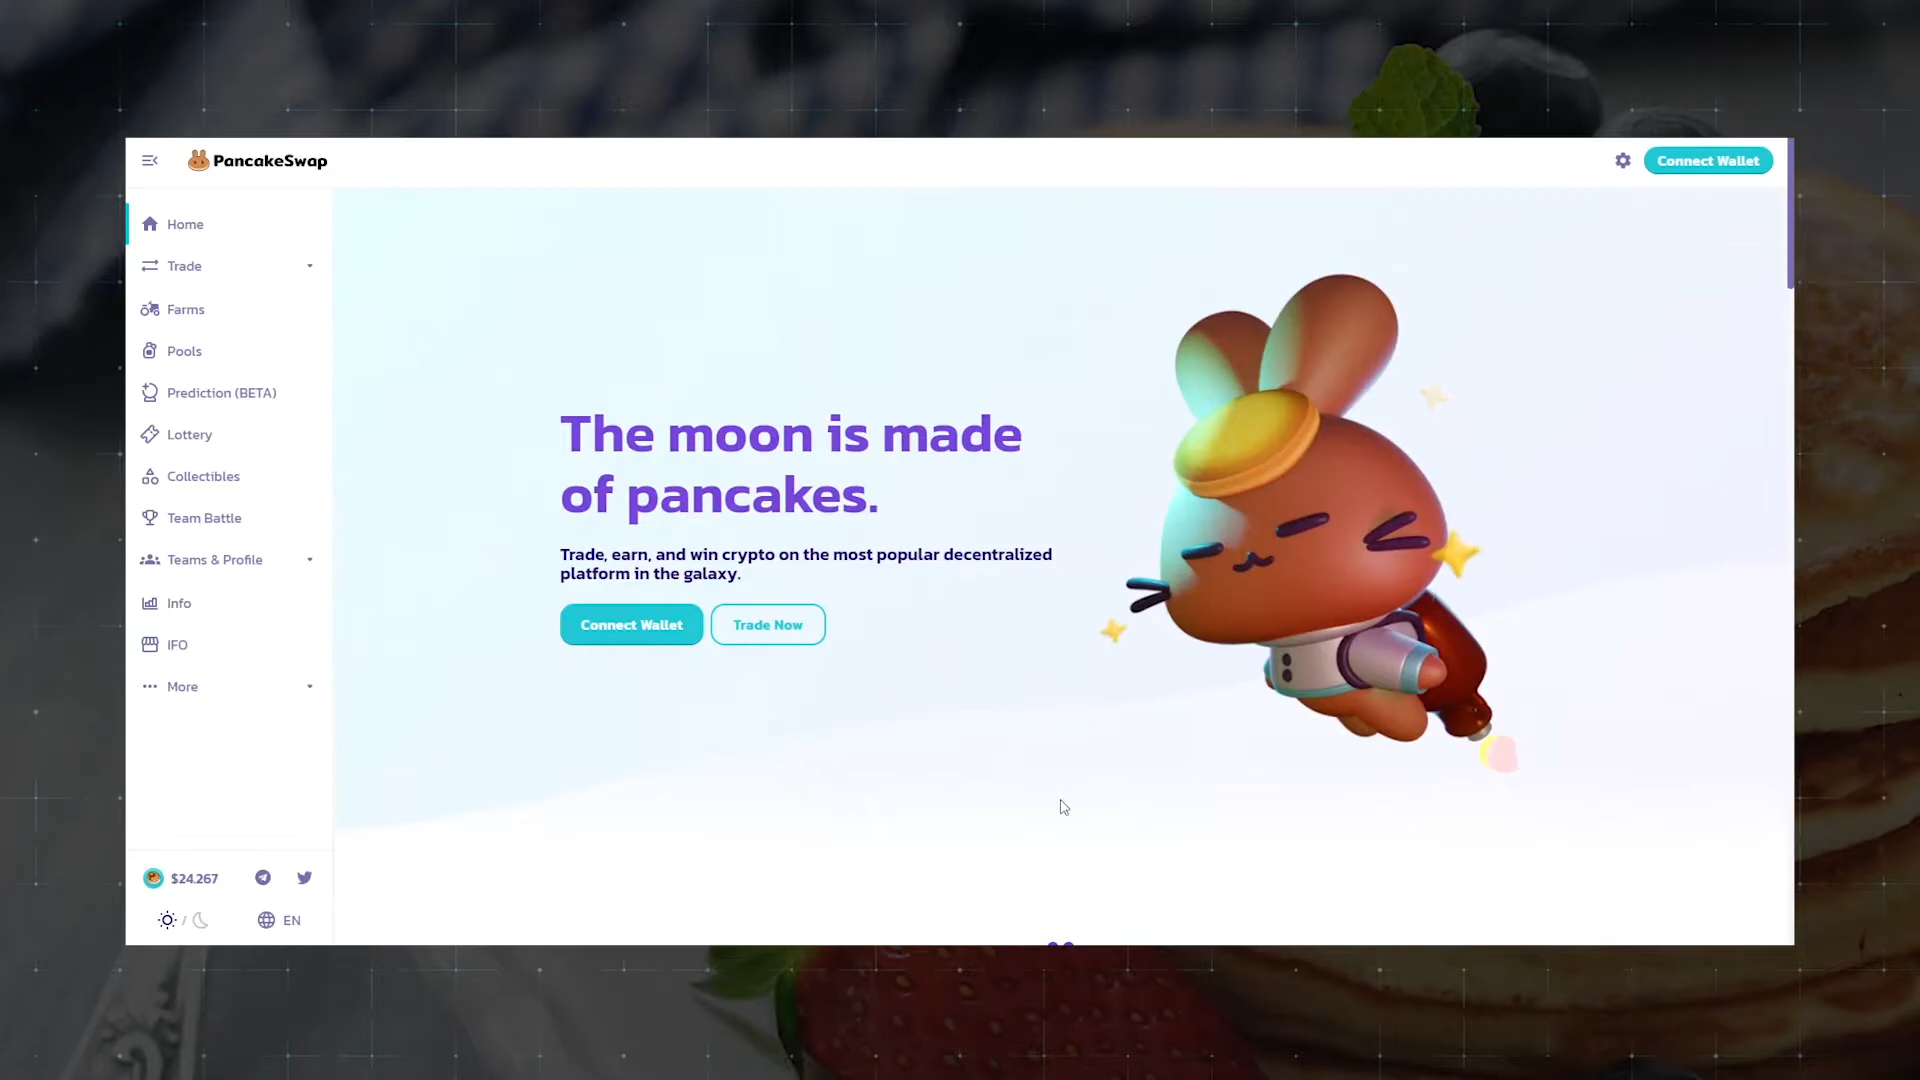 PancakeSwap
Connect Wallet
Home
Trade
Farms
Pools
Prediction (BETA)
Lottery
Collectibles
Team Battle
Teams & Profile
Info
IFO
More
$24.267
/
EN
The moon is made
of pancakes.
Trade, earn, and win crypto on the most popular decentralized
platform in the galaxy.
Connect Wallet
Trade Now